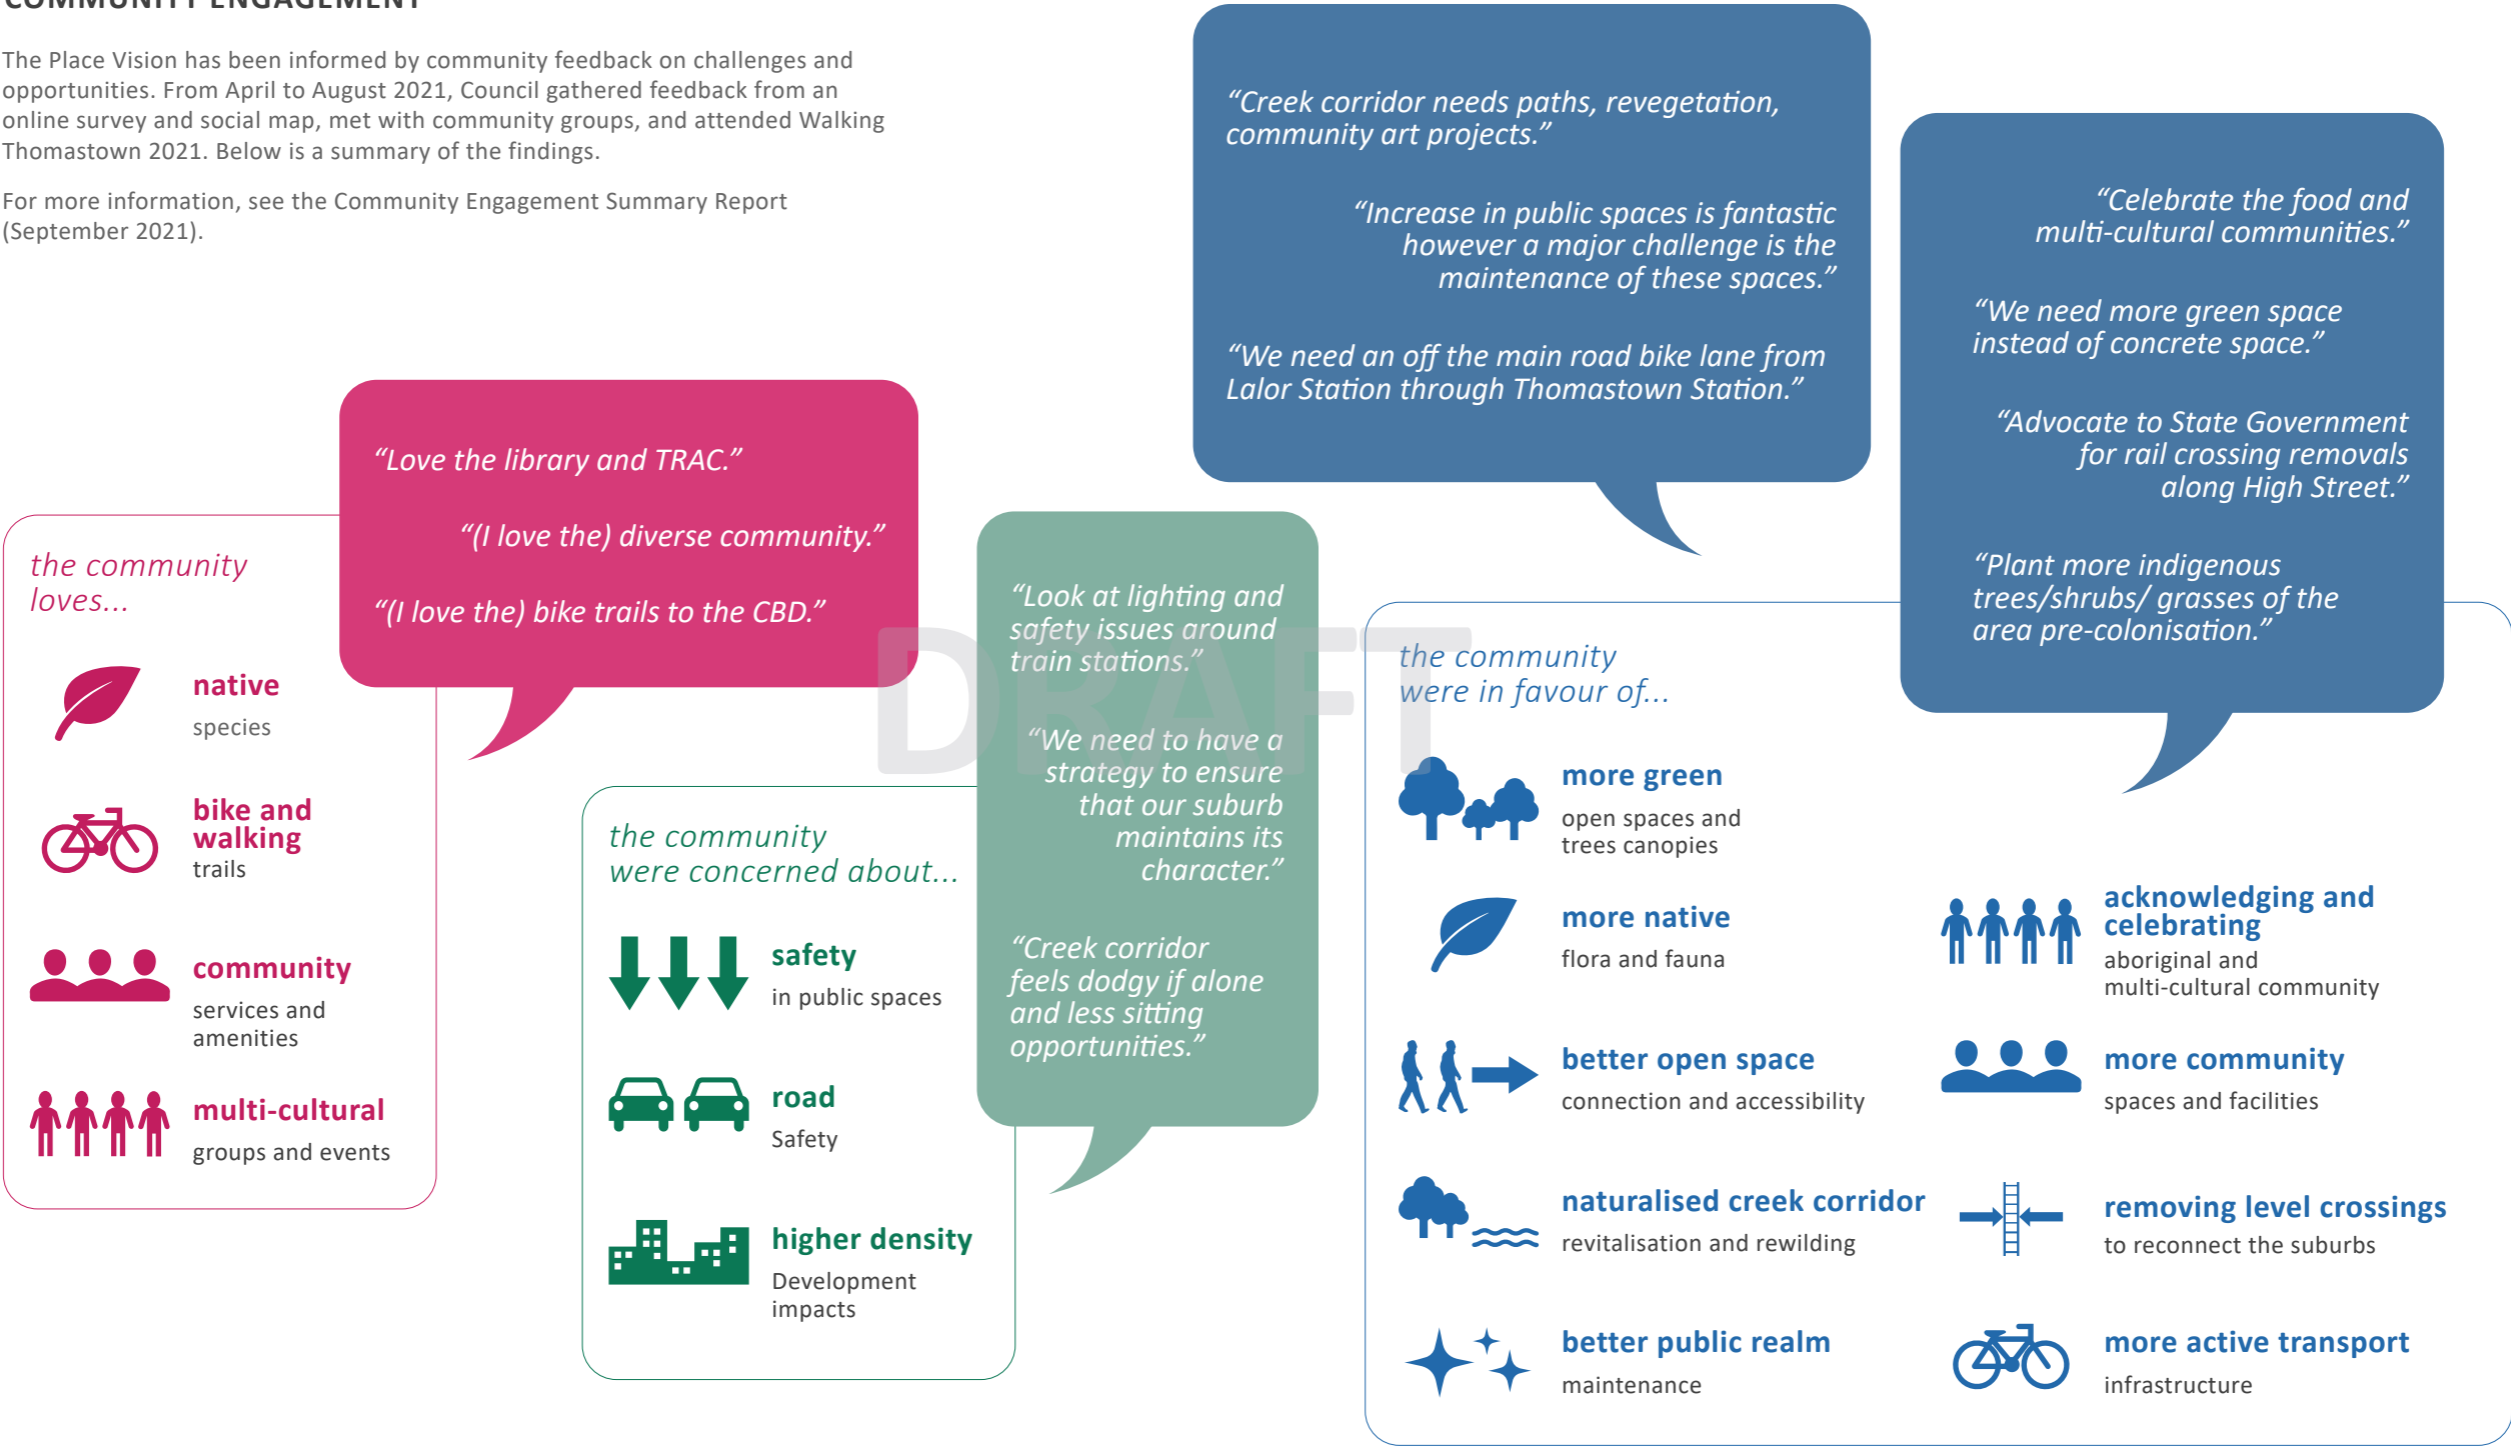 COMMUNITY ENGAGEMENT
The Place Vision has been informed by community feedback on challenges and
opportunities. From April to August 2021, Council gathered feedback from an
online survey and social map, met with community groups, and attended Walking
Thomastown 2021. Below is a summary of the findings.
For more information, see the Community Engagement Summary Report
(September 2021).
the community
loves...
native
species
bike and
walking
trails
community
services and
amenities
multi-cultural
groups and events
“Love the library and TRAC.”
“(I love the) diverse community.”
“(I love the) bike trails to the CBD.”
the community
were concerned about...
safety
in public spaces
road
Safety
higher density
Development
impacts
“Look at lighting and
safety issues around
train stations.”
“We need to have a
strategy to ensure
that our suburb
maintains its
character.”
“Creek corridor
feels dodgy if alone
and less sitting
opportunities.”
DRAFT
“Creek corridor needs paths, revegetation,
community art projects.”
“Increase in public spaces is fantastic
however a major challenge is the
maintenance of these spaces.”
“We need an off the main road bike lane from
Lalor Station through Thomastown Station.”
“Celebrate the food and
multi-cultural communities.”
“We need more green space
instead of concrete space.”
“Advocate to State Government
for rail crossing removals
along High Street.”
“Plant more indigenous
trees/shrubs/ grasses of the
area pre-colonisation.”
the community
were in favour of...
more green
open spaces and
trees canopies
more native
flora and fauna
better open space
connection and accessibility
naturalised creek corridor
revitalisation and rewilding
better public realm
maintenance
acknowledging and
celebrating
aboriginal and
multi-cultural community
more community
spaces and facilities
removing level crossings
to reconnect the suburbs
more active transport
infrastructure